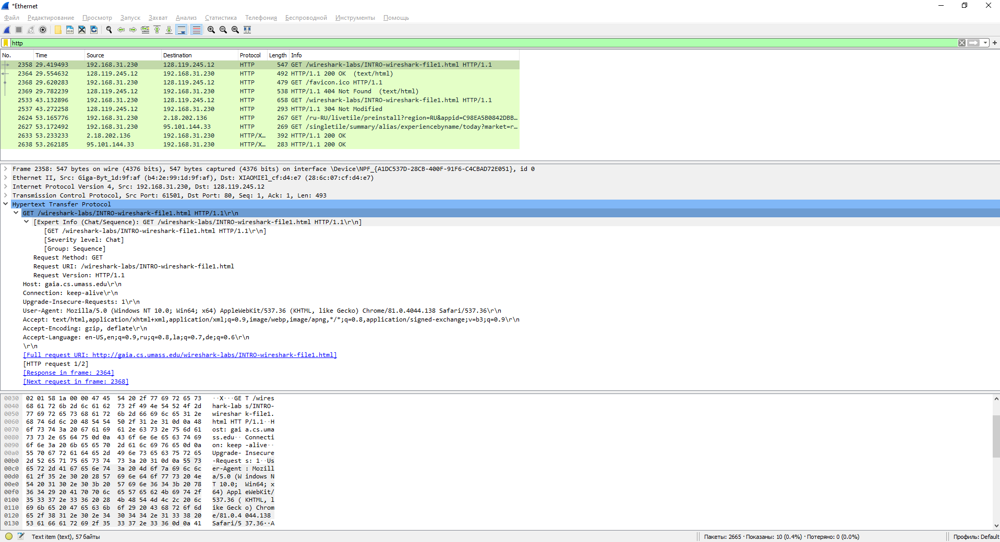 *Ethernet
Файл Редактирование Просмотр Запуск Захват Анализ Статистика Телефония Беспроводной Инструменты Помощь
http
No. Time Source Destination Protocol Length Info
2358 29.419493 192.168.31.230 128.119.245.12 HTTP 547 GET /wireshark-labs/INTRO-wireshark-file1.html HTTP/1.1
2364 29.554632 128.119.245.12 192.168.31.230 HTTP 492 HTTP/1.1 200 OK (text/html)
2368 29.620283 192.168.31.230 128.119.245.12 HTTP 479 GET /favicon.ico HTTP/1.1
2369 29.782239 128.119.245.12 192.168.31.230 HTTP 538 HTTP/1.1 404 Not Found (text/html)
2533 43.132896 192.168.31.230 128.119.245.12 HTTP 658 GET /wireshark-labs/INTRO-wireshark-file1.html HTTP/1.1
2537 43.272258 128.119.245.12 192.168.31.230 HTTP 293 HTTP/1.1 304 Not Modified
2624 53.165776 192.168.31.230 2.18.202.136 HTTP 267 GET /ru-RU/livetile/preinstall?region=RU&appid=C98EA5B0842DBB…
2627 53.172492 192.168.31.230 95.101.144.33 HTTP 269 GET /singletile/summary/alias/experiencebyname/today?market=r…
2633 53.233233 2.18.202.136 192.168.31.230 HTTP/X… 392 HTTP/1.1 200 OK
2638 53.262185 95.101.144.33 192.168.31.230 HTTP/X… 283 HTTP/1.1 200 OK
Frame 2358: 547 bytes on wire (4376 bits), 547 bytes captured (4376 bits) on interface \Device\NPF_{A1DC537D-28CB-400F-91F6-C4CBAD72E051}, id 0
Ethernet II, Src: Giga-Byt_1d:9f:af (b4:2e:99:1d:9f:af), Dst: XIAOMIEl_cf:d4:e7 (28:6c:07:cf:d4:e7)
Internet Protocol Version 4, Src: 192.168.31.230, Dst: 128.119.245.12
Transmission Control Protocol, Src Port: 61501, Dst Port: 80, Seq: 1, Ack: 1, Len: 493
Hypertext Transfer Protocol
GET /wireshark-labs/INTRO-wireshark-file1.html HTTP/1.1\r\n
[Expert Info (Chat/Sequence): GET /wireshark-labs/INTRO-wireshark-file1.html HTTP/1.1\r\n]
[GET /wireshark-labs/INTRO-wireshark-file1.html HTTP/1.1\r\n]
[Severity level: Chat]
[Group: Sequence]
Request Method: GET
Request URI: /wireshark-labs/INTRO-wireshark-file1.html
Request Version: HTTP/1.1
Host: gaia.cs.umass.edu\r\n
Connection: keep-alive\r\n
Upgrade-Insecure-Requests: 1\r\n
User-Agent: Mozilla/5.0 (Windows NT 10.0; Win64; x64) AppleWebKit/537.36 (KHTML, like Gecko) Chrome/81.0.4044.138 Safari/537.36\r\n
Accept: text/html,application/xhtml+xml,application/xml;q=0.9,image/webp,image/apng,*/*;q=0.8,application/signed-exchange;v=b3;q=0.9\r\n
Accept-Encoding: gzip, deflate\r\n
Accept-Language: en-US,en;q=0.9,ru;q=0.8,la;q=0.7,de;q=0.6\r\n
\r\n
[Full request URI: http://gaia.cs.umass.edu/wireshark-labs/INTRO-wireshark-file1.html]
[HTTP request 1/2]
[Response in frame: 2364]
[Next request in frame: 2368]
0030 02 01 58 1a 00 00 47 45 54 20 2f 77 69 72 65 73 ··X···GE T /wires
0040 68 61 72 6b 2d 6c 61 62 73 2f 49 4e 54 52 4f 2d hark-lab s/INTRO-
0050 77 69 72 65 73 68 61 72 6b 2d 66 69 6c 65 31 2e wireshar k-file1.
0060 68 74 6d 6c 20 48 54 54 50 2f 31 2e 31 0d 0a 48 html HTT P/1.1··H
0070 6f 73 74 3a 20 67 61 69 61 2e 63 73 2e 75 6d 61 ost: gai a.cs.uma
0080 73 73 2e 65 64 75 0d 0a 43 6f 6e 6e 65 63 74 69 ss.edu·· Connecti
0090 6f 6e 3a 20 6b 65 65 70 2d 61 6c 69 76 65 0d 0a on: keep -alive··
00a0 55 70 67 72 61 64 65 2d 49 6e 73 65 63 75 72 65 Upgrade- Insecure
00b0 2d 52 65 71 75 65 73 74 73 3a 20 31 0d 0a 55 73 -Request s: 1··Us
00c0 65 72 2d 41 67 65 6e 74 3a 20 4d 6f 7a 69 6c 6c er-Agent : Mozill
00d0 61 2f 35 2e 30 20 28 57 69 6e 64 6f 77 73 20 4e a/5.0 (W indows N
00e0 54 20 31 30 2e 30 3b 20 57 69 6e 36 34 3b 20 78 T 10.0; Win64; x
00f0 36 34 29 20 41 70 70 6c 65 57 65 62 4b 69 74 2f 64) Appl eWebKit/
0100 35 33 37 2e 33 36 20 28 4b 48 54 4d 4c 2c 20 6c 537.36 ( KHTML, l
0110 69 6b 65 20 47 65 63 6b 6f 29 20 43 68 72 6f 6d ike Geck o) Chrom
0120 65 2f 38 31 2e 30 2e 34 30 34 34 2e 31 33 38 20 e/81.0.4 044.138
0130 53 61 66 61 72 69 2f 35 33 37 2e 33 36 0d 0a 41 Safari/5 37.36··A
Text item (text), 57 байты Пакеты: 2665 · Показаны: 10 (0.4%) · Потеряно: 0 (0.0%) Профиль: Default